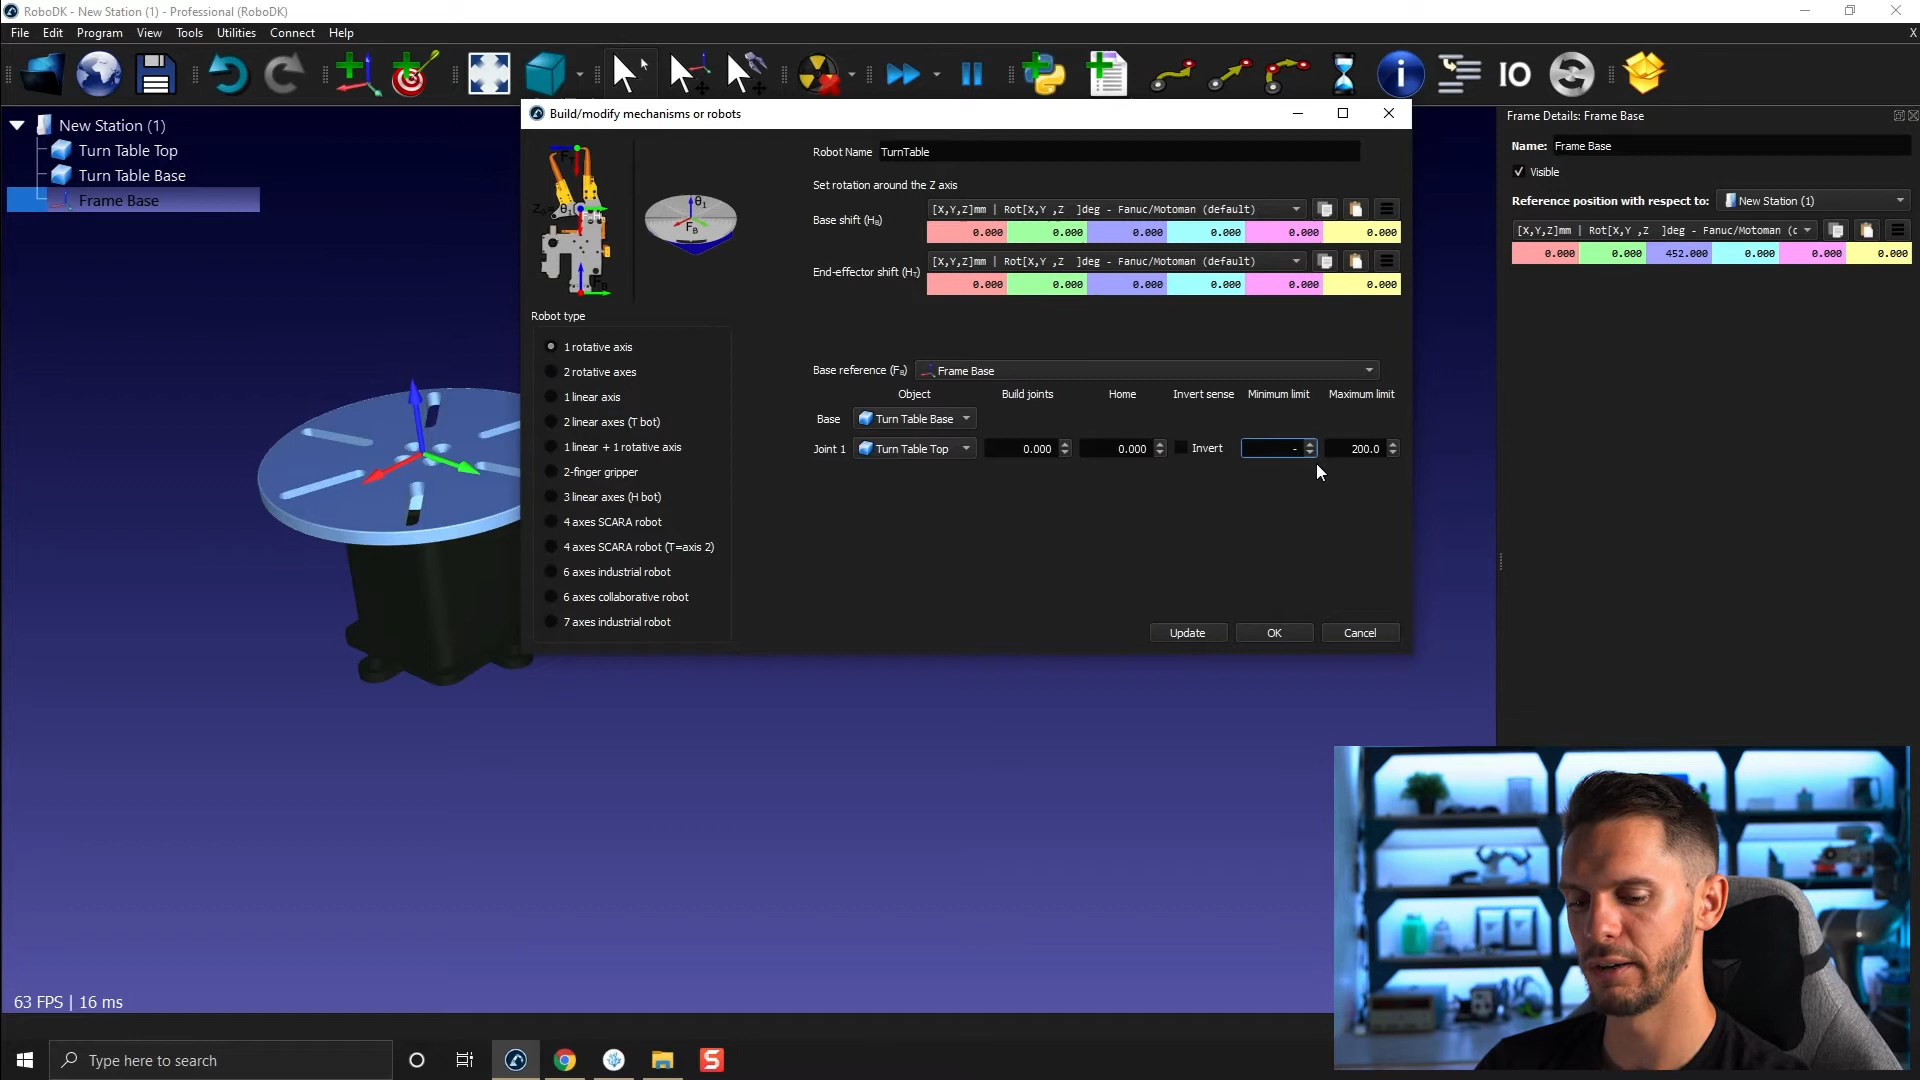 RoboDK - New Station (1) - Professional (RoboDK)
File Edit Program View Tools Utilities Connect Help X
IO
New Station (1)
Turn Table Top
Turn Table Base
Frame Base
63 FPS | 16 ms
Build/modify mechanisms or robots
Robot Name TurnTable
Set rotation around the Z axis
Base shift (HB) [X,Y,Z]mm | Rot[X,Y ,Z ]deg - Fanuc/Motoman (default)
0.000 0.000 0.000 0.000 0.000 0.000
End-effector shift (HT) [X,Y,Z]mm | Rot[X,Y ,Z ]deg - Fanuc/Motoman (default)
0.000 0.000 0.000 0.000 0.000 0.000
θ1
FB
Robot type
1 rotative axis
2 rotative axes
1 linear axis
2 linear axes (T bot)
1 linear + 1 rotative axis
2-finger gripper
3 linear axes (H bot)
4 axes SCARA robot
4 axes SCARA robot (T=axis 2)
6 axes industrial robot
6 axes collaborative robot
7 axes industrial robot
Base reference (FB) Frame Base
Object Build joints Home Invert sense Minimum limit Maximum limit
Base Turn Table Base
Joint 1 Turn Table Top 0.000 0.000 Invert - 200.0
Update OK Cancel
Frame Details: Frame Base
Name: Frame Base
Visible
Reference position with respect to: New Station (1)
[X,Y,Z]mm | Rot[X,Y ,Z ]deg - Fanuc/Motoman (c
0.000 0.000 452.000 0.000 0.000 0.000
Type here to search
S